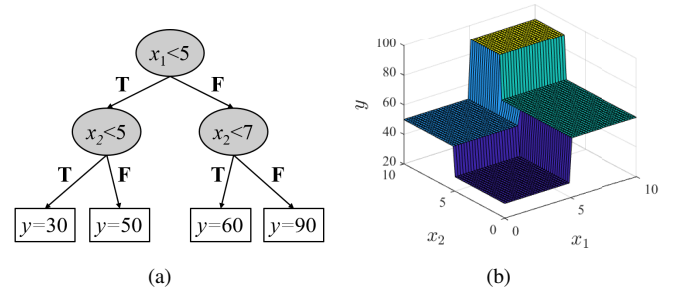 x₁<5
T F
x₂<5 x₂<7
T F T F
y=30 y=50 y=60 y=90
(a)
100
80
60
40
20
y
10
5
0
x₂
0
5
10
x₁
(b)